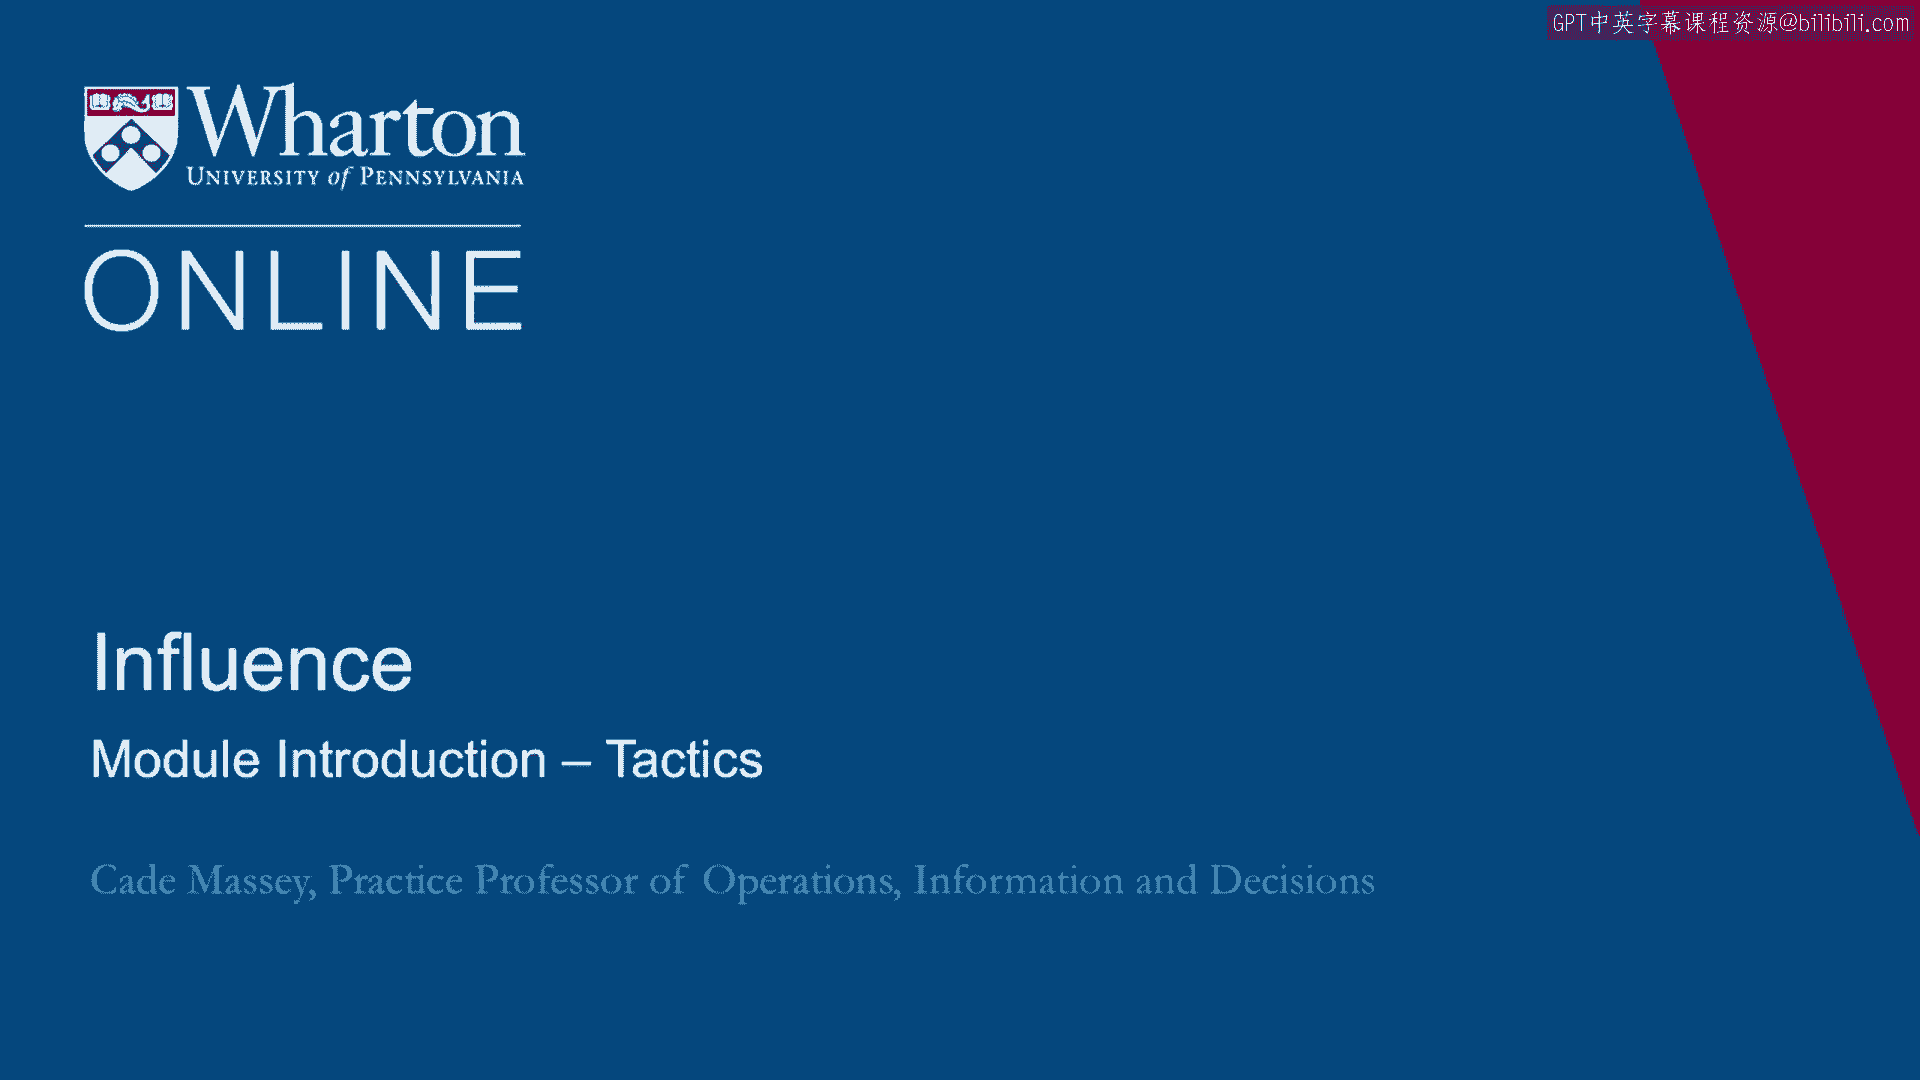 GPT中英字幕课程资源@bilibili.com
Wharton
UNIVERSITY of PENNSYLVANIA
ONLINE
Influence
Module Introduction – Tactics
Cade Massey, Practice Professor of Operations, Information and Decisions